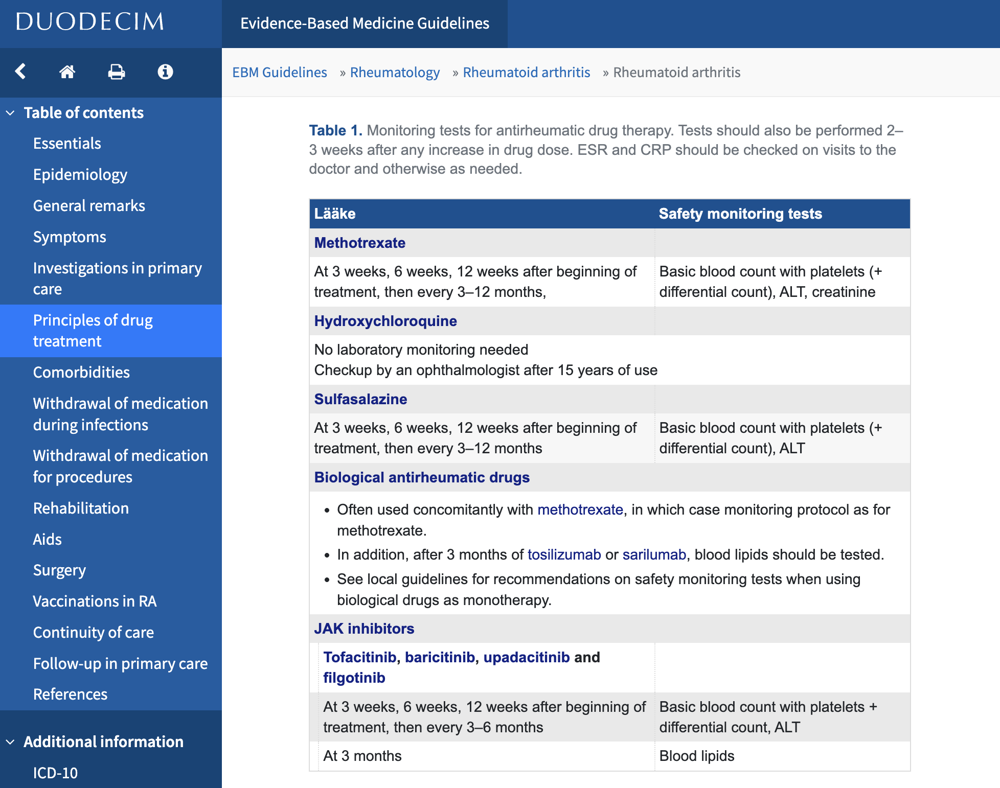 DUODECIM
Evidence-Based Medicine Guidelines
EBM Guidelines » Rheumatology » Rheumatoid arthritis » Rheumatoid arthritis
Table of contents
Essentials
Epidemiology
General remarks
Symptoms
Investigations in primary
care
Principles of drug
treatment
Comorbidities
Withdrawal of medication
during infections
Withdrawal of medication
for procedures
Rehabilitation
Aids
Surgery
Vaccinations in RA
Continuity of care
Follow-up in primary care
References
Additional information
ICD-10
Table 1. Monitoring tests for antirheumatic drug therapy. Tests should also be performed 2–
3 weeks after any increase in drug dose. ESR and CRP should be checked on visits to the
doctor and otherwise as needed.
Lääke Safety monitoring tests
Methotrexate
At 3 weeks, 6 weeks, 12 weeks after beginning of
treatment, then every 3–12 months,
Basic blood count with platelets (+
differential count), ALT, creatinine
Hydroxychloroquine
No laboratory monitoring needed
Checkup by an ophthalmologist after 15 years of use
Sulfasalazine
At 3 weeks, 6 weeks, 12 weeks after beginning of
treatment, then every 3–12 months
Basic blood count with platelets (+
differential count), ALT
Biological antirheumatic drugs
• Often used concomitantly with methotrexate, in which case monitoring protocol as for
methotrexate.
• In addition, after 3 months of tosilizumab or sarilumab, blood lipids should be tested.
• See local guidelines for recommendations on safety monitoring tests when using
biological drugs as monotherapy.
JAK inhibitors
Tofacitinib, baricitinib, upadacitinib and
filgotinib
At 3 weeks, 6 weeks, 12 weeks after beginning of
treatment, then every 3–6 months
Basic blood count with platelets +
differential count, ALT
At 3 months
Blood lipids